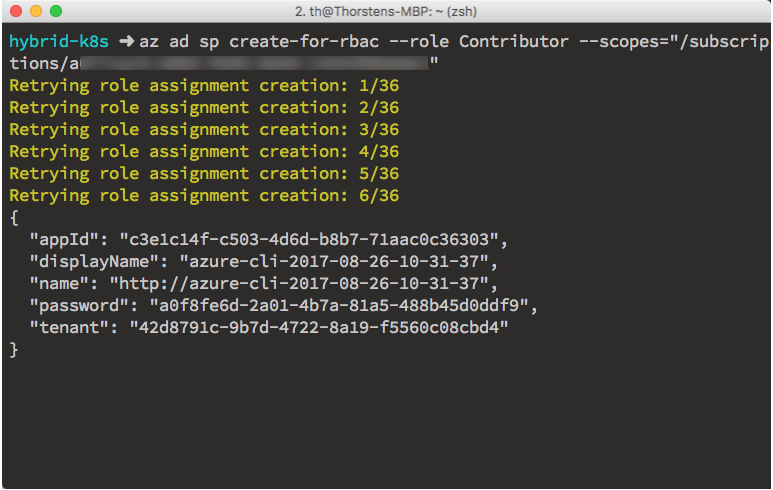 2. th@Thorstens-MBP: ~ (zsh)
hybrid-k8s ➜ az ad sp create-for-rbac --role Contributor --scopes="/subscrip
tions/a"
Retrying role assignment creation: 1/36
Retrying role assignment creation: 2/36
Retrying role assignment creation: 3/36
Retrying role assignment creation: 4/36
Retrying role assignment creation: 5/36
Retrying role assignment creation: 6/36
{
  "appId": "c3e1c14f-c503-4d6d-b8b7-71aac0c36303",
  "displayName": "azure-cli-2017-08-26-10-31-37",
  "name": "http://azure-cli-2017-08-26-10-31-37",
  "password": "a0f8fe6d-2a01-4b7a-81a5-488b45d0ddf9",
  "tenant": "42d8791c-9b7d-4722-8a19-f5560c08cbd4"
}